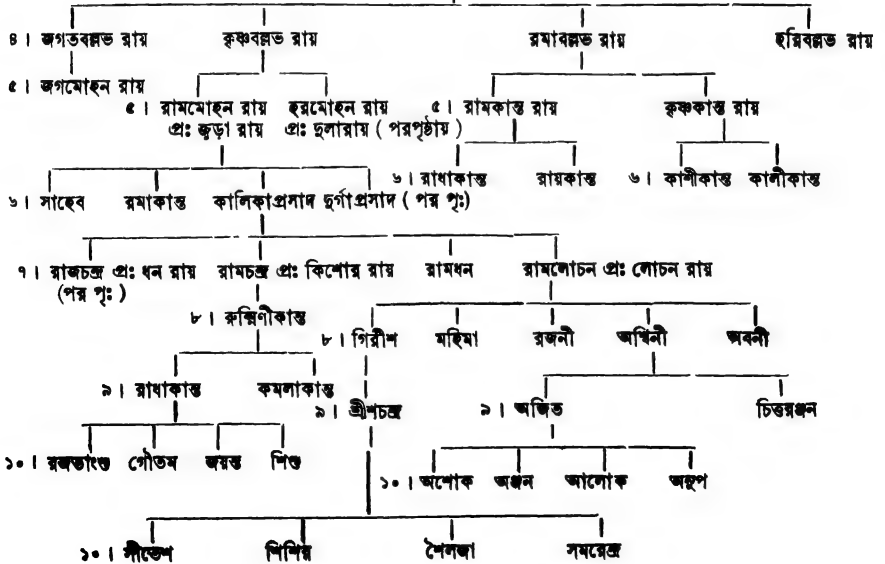 ৪। জগতবল্লভ রায় কৃষ্ণবল্লভ রায় রমাবল্লভ রায় হরিবল্লভ রায়
৫। জগমোহন রায়
৫। রামমোহন রায় হরমোহন রায় ৫। রামকান্ত রায় কৃষ্ণকান্ত রায়
প্রঃ জুড়া রায় প্রঃ দুলারায় ( পরপৃষ্ঠায় )
৬। রাধাকান্ত রায়কান্ত ৬। কাশীকান্ত কালীকান্ত
৬। সাহেব রমাকান্ত কালিকাপ্রসাদ দুর্গাপ্রসাদ ( পর পৃঃ)
৭। রাজচন্দ্র প্রঃ ধন রায় রামচন্দ্র প্রঃ কিশোর রায় রামধন রামলোচন প্রঃ লোচন রায়
(পর পৃঃ )
৮। রুক্মিণীকান্ত
৮। গিরীশ মহিমা রজনী অশ্বিনী অবনী
৯। রাধাকান্ত কমলাকান্ত
৯। শ্রীশচন্দ্র ৯। অজিত চিত্তরঞ্জন
১০। রজতাংশু গৌতম জয়ন্ত শিশু
১০। অশোক অঞ্জন আলোক অনুপ
১০। সীতেশ শিশির শৈলজা সমরেন্দ্র